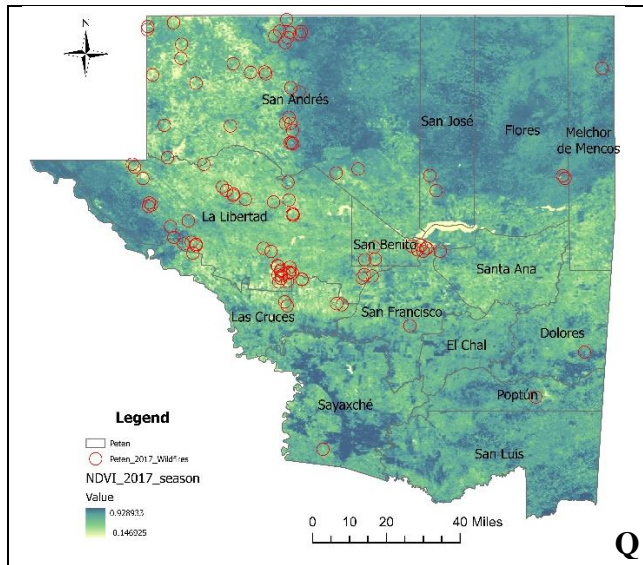 N
San Andrés
San José
Flores
Melchor
de Mencos
La Libertad
San Benito
Santa Ana
San Francisco
Las Cruces
El Chal
Dolores
Poptún
Sayaxché
San Luis
Legend
Peten
Peten_2017_Wildfires
NDVI_2017_season
Value
0.928933
0.146925
0 10 20 40 Miles
Q